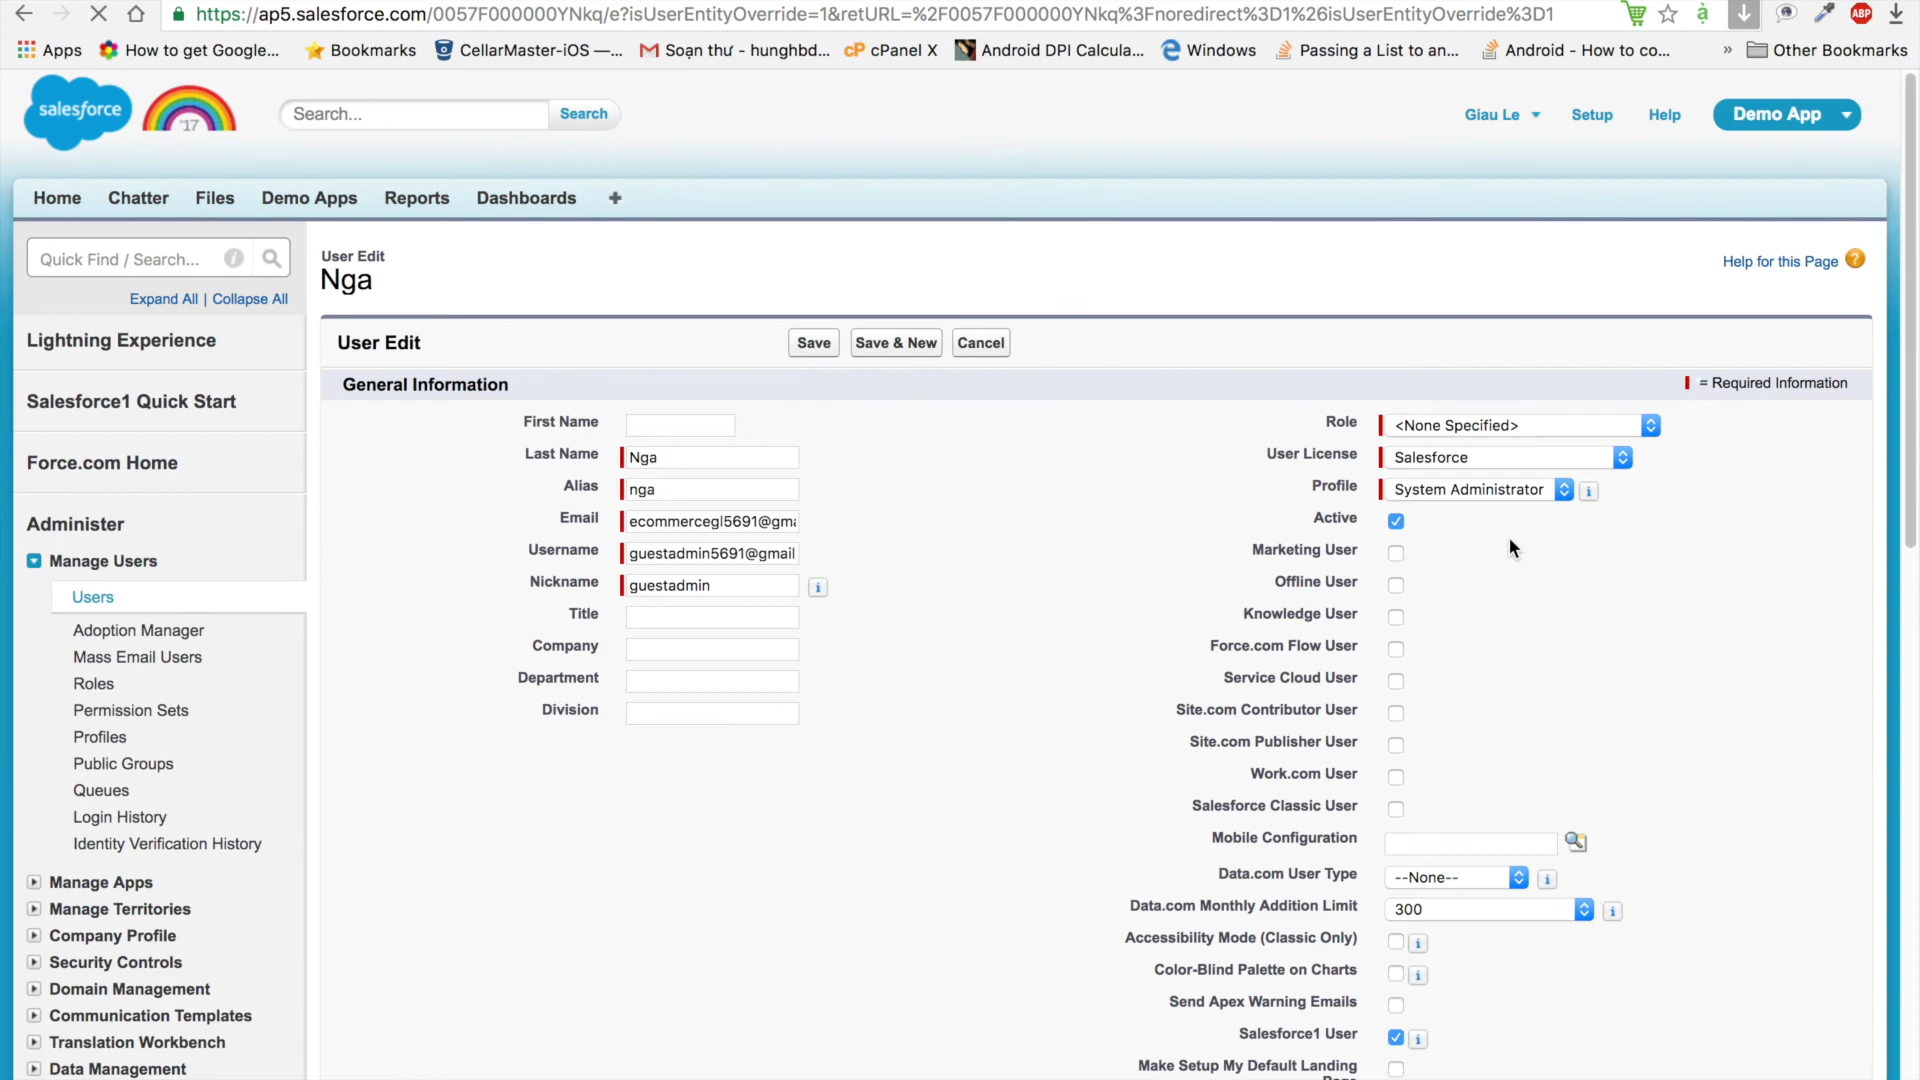 https://ap5.salesforce.com/0057F000000YNkq/e?isUserEntityOverride=1&retURL=%2F0057F000000YNkq%3Fnoredirect%3D1%26isUserEntityOverride%3D1
ABP
Apps How to get Google... Bookmarks CellarMaster-iOS —... Soạn thư - hunghbd... cP cPanel X Android DPI Calcula... Windows Passing a List to an... Android - How to co... » Other Bookmarks
salesforce '17 Search... Search Giau Le Setup Help Demo App
Home Chatter Files Demo Apps Reports Dashboards +
Quick Find / Search...
Expand All | Collapse All
Lightning Experience
Salesforce1 Quick Start
Force.com Home
Administer
Manage Users
Users
Adoption Manager
Mass Email Users
Roles
Permission Sets
Profiles
Public Groups
Queues
Login History
Identity Verification History
Manage Apps
Manage Territories
Company Profile
Security Controls
Domain Management
Communication Templates
Translation Workbench
Data Management
User Edit
Nga
Help for this Page ?
User Edit Save Save & New Cancel
General Information = Required Information
First Name
Last Name Nga
Alias nga
Email ecommercegl5691@gma
Username guestadmin5691@gmail
Nickname guestadmin i
Title
Company
Department
Division
Role <None Specified>
User License Salesforce
Profile System Administrator i
Active
Marketing User
Offline User
Knowledge User
Force.com Flow User
Service Cloud User
Site.com Contributor User
Site.com Publisher User
Work.com User
Salesforce Classic User
Mobile Configuration
Data.com User Type --None-- i
Data.com Monthly Addition Limit 300 i
Accessibility Mode (Classic Only) i
Color-Blind Palette on Charts i
Send Apex Warning Emails
Salesforce1 User i
Make Setup My Default Landing